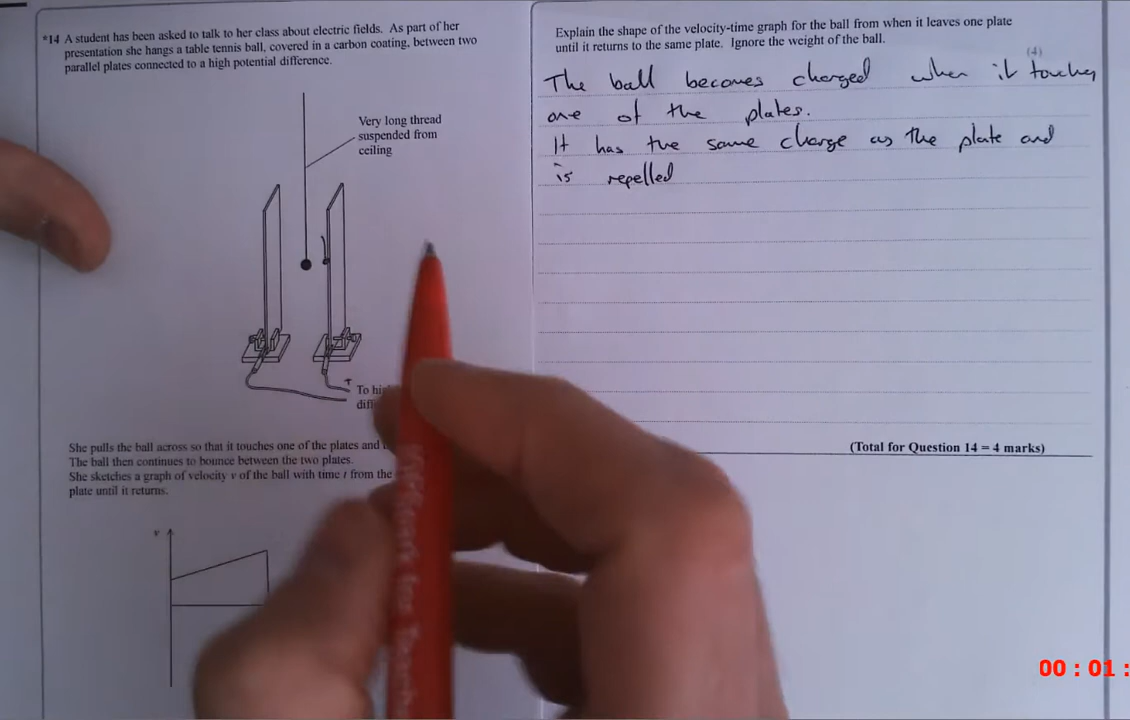 *14 A student has been asked to talk to her class about electric fields. As part of her
presentation she hangs a table tennis ball, covered in a carbon coating, between two
parallel plates connected to a high potential difference.
Very long thread
suspended from
ceiling
To
She pulls the ball across so that it touches one of the plates and
The ball then continues to bounce between the two plates.
She sketches a graph of velocity v of the ball with time t from the
plate until it returns.
v
Explain the shape of the velocity-time graph for the ball from when it leaves one plate
until it returns to the same plate. Ignore the weight of the ball.
(4)
The ball becomes charged when it touches
one of the plates.
It has the same charge as the plate and
is repelled
(Total for Question 14 = 4 marks)
00 : 01 :